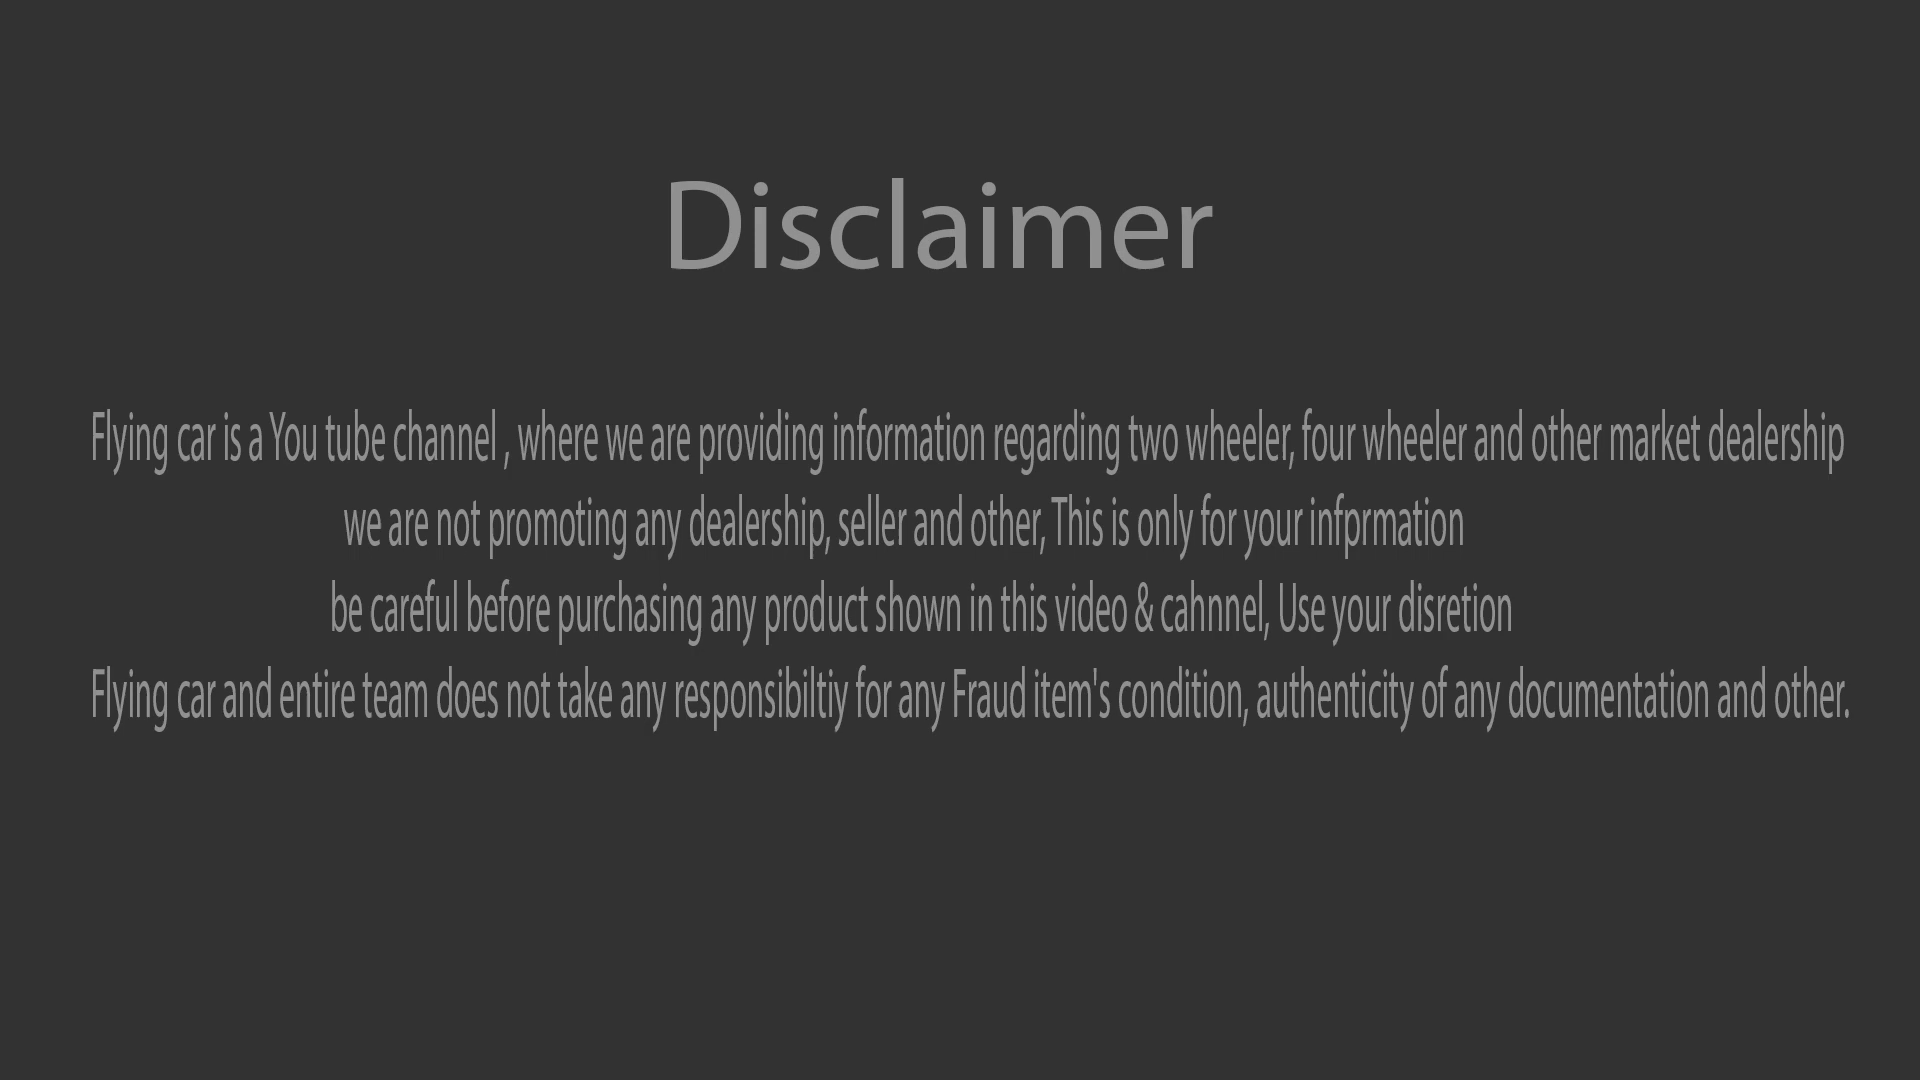 Disclaimer
Flying car is a You tube channel , where we are providing information regarding two wheeler, four wheeler and other market dealership
we are not promoting any dealership, seller and other, This is only for your infprmation
be careful before purchasing any product shown in this video & cahnnel, Use your disretion
Flying car and entire team does not take any responsibiltiy for any Fraud item's condition, authenticity of any documentation and other.